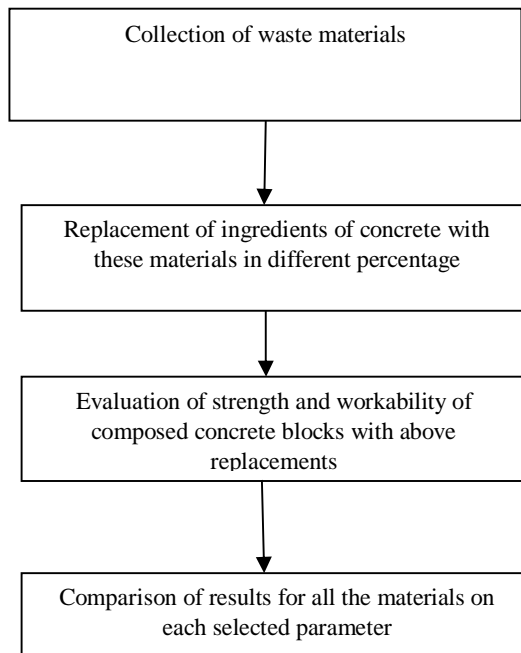 Collection of waste materials
Replacement of ingredients of concrete with
these materials in different percentage
Evaluation of strength and workability of
composed concrete blocks with above
replacements
Comparison of results for all the materials on
each selected parameter